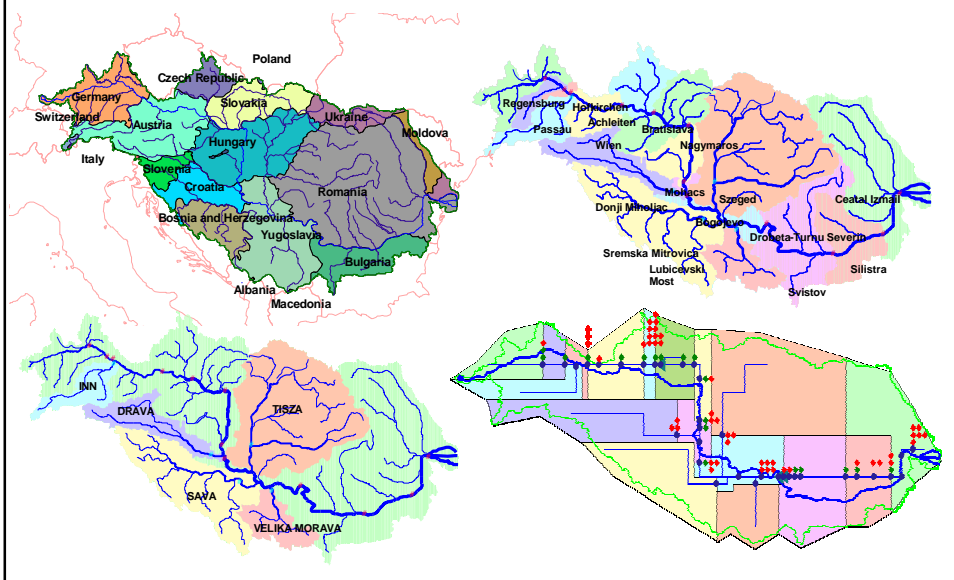 Poland
Czech Republic
Germany
Slovakia
Switzerland
Ukraine
Austria
Moldova
Hungary
Italy
Slovenia
Croatia
Romania
Bosnia and Herzegovina
Yugoslavia
Bulgaria
Albania
Macedonia
Regensburg
Hofkirchen
Achleiten
Passau
Bratislava
Wien
Nagymaros
Mohacs
Szeged
Ceatal Izmail
Donji Miholjac
Bogojevo
Drobeta-Turnu Severin
Sremska Mitrovica
Lubicevski
Most
Silistra
Svistov
INN
DRAVA
TISZA
SAVA
VELIKA MORAVA